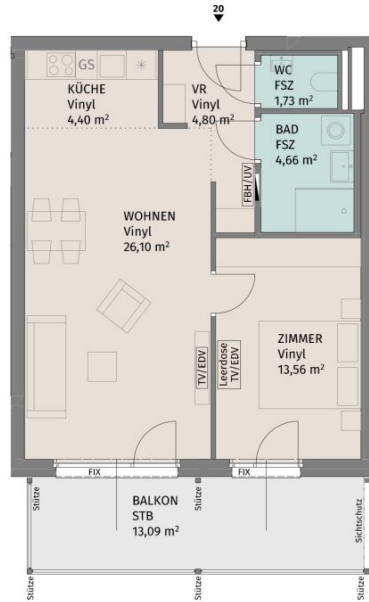 20
GS
KÜCHE
Vinyl
4,40 m²
VR
Vinyl
4,80 m²
WC
FSZ
1,73 m²
BAD
FSZ
4,66 m²
FBH/UV
WOHNEN
Vinyl
26,10 m²
TV/EDV
Leerdose
TV/EDV
ZIMMER
Vinyl
13,56 m²
FIX
FIX
Stütze
Stütze
Sichtschutz
BALKON
STB
13,09 m²
Stütze
Stütze
Stütze